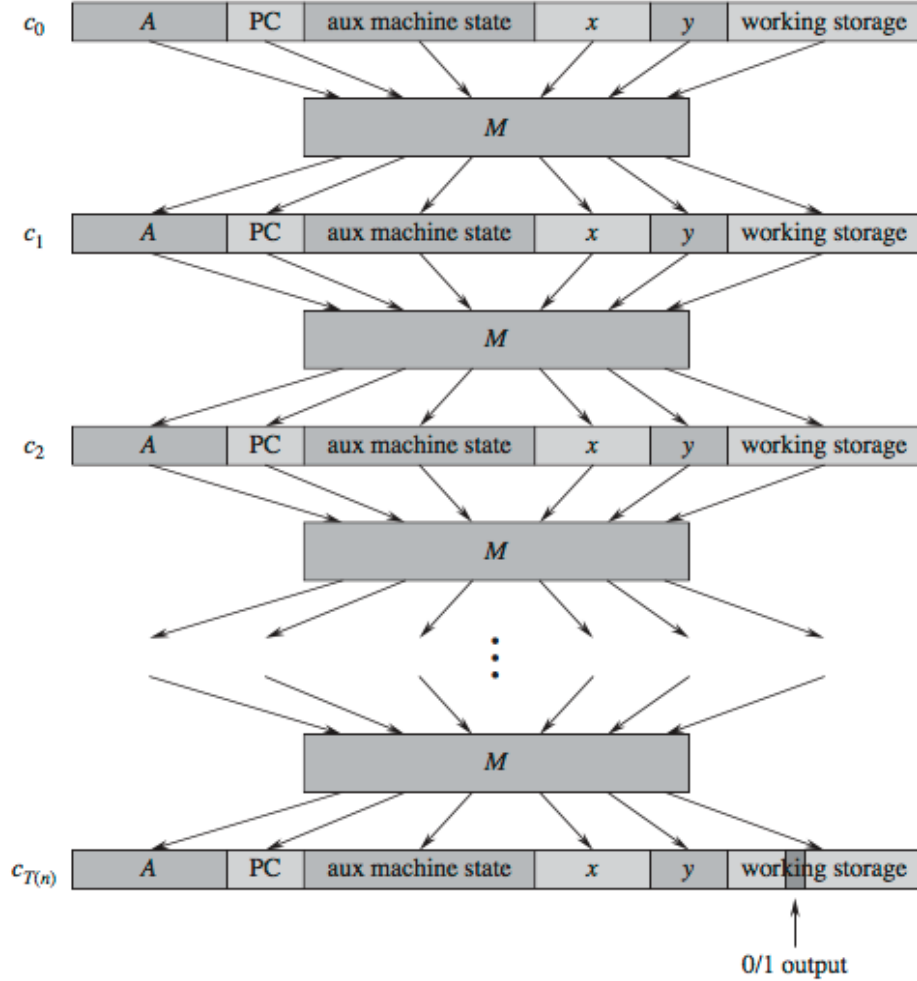 c0 A PC aux machine state x y working storage
M
c1 A PC aux machine state x y working storage
M
c2 A PC aux machine state x y working storage
M
⋮
M
cT(n) A PC aux machine state x y working storage
0/1 output